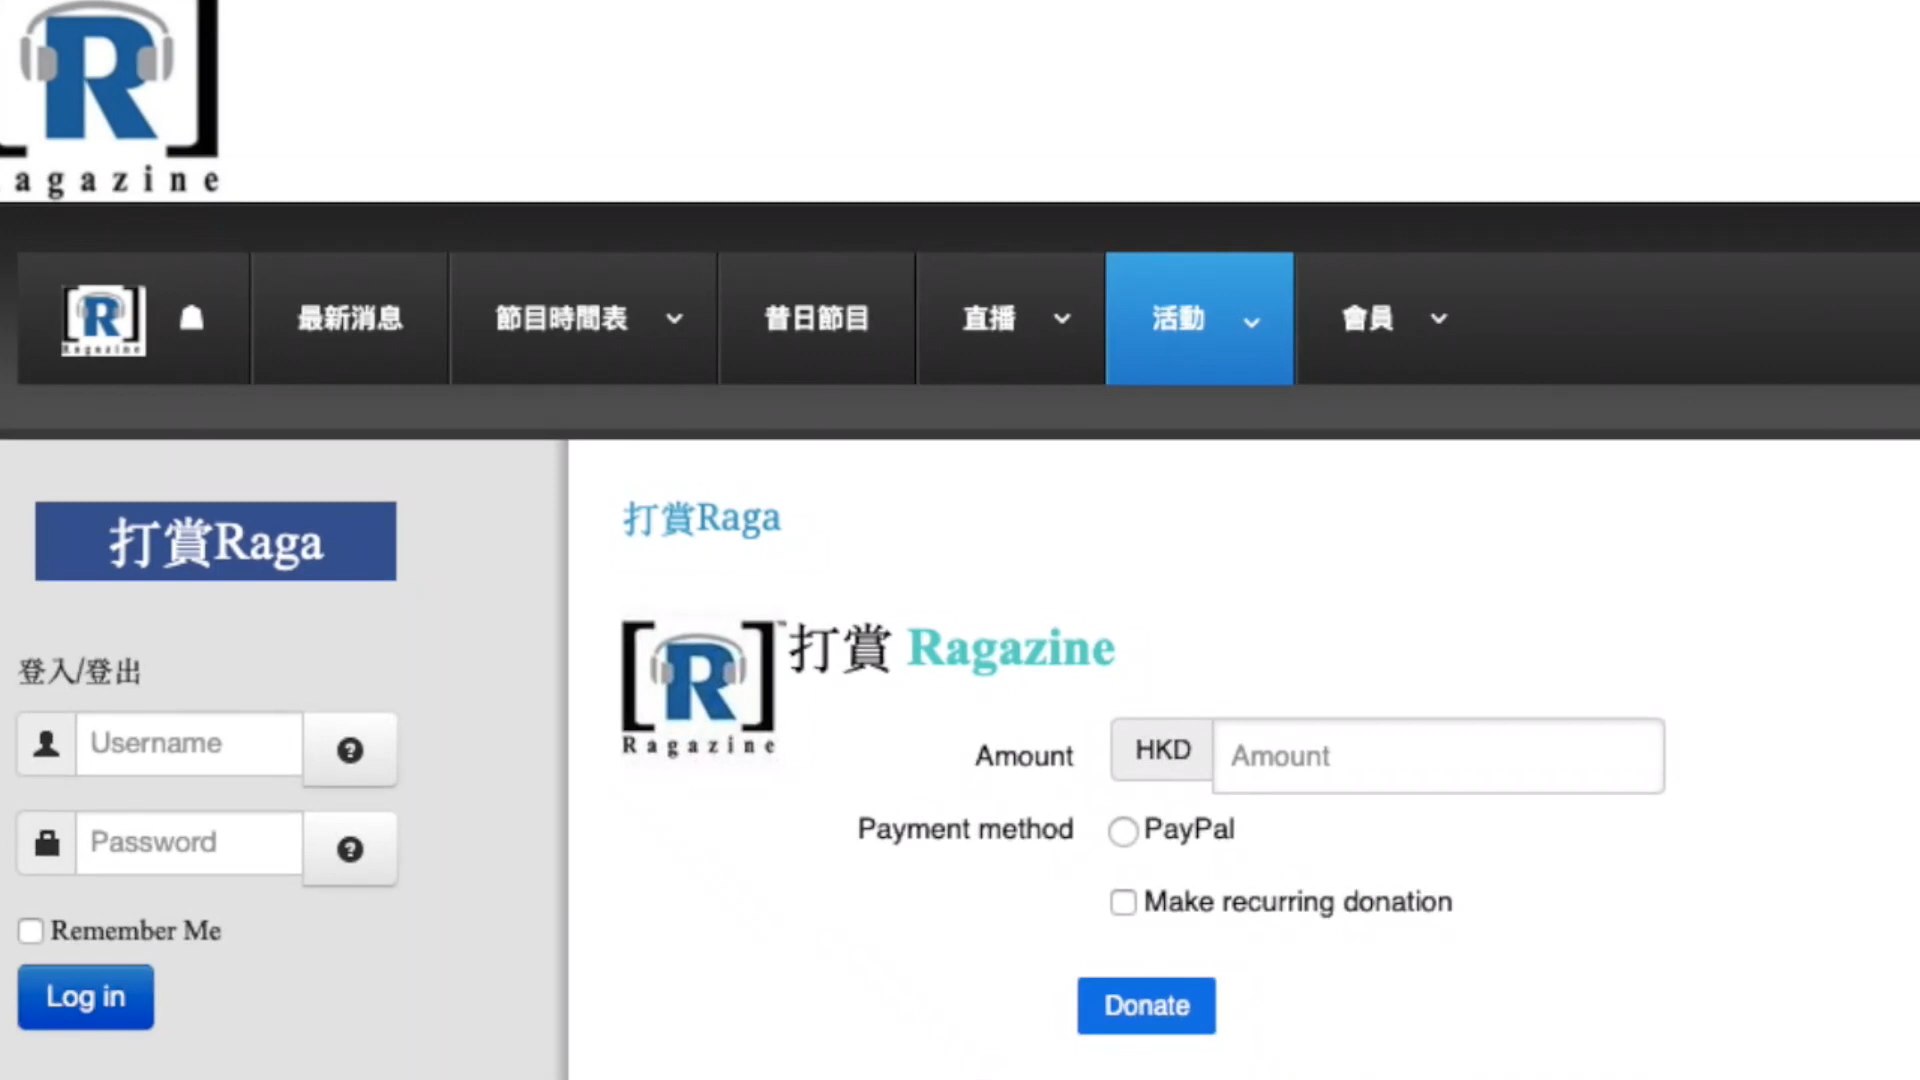 R
agazine
R
Ragazine
最新消息
節目時間表
昔日節目
直播
活動
會員
打賞Raga
登入/登出
Username
Password
Remember Me
Log in
打賞Raga
R
Ragazine
打賞 Ragazine
Amount HKD Amount
Payment method PayPal
Make recurring donation
Donate